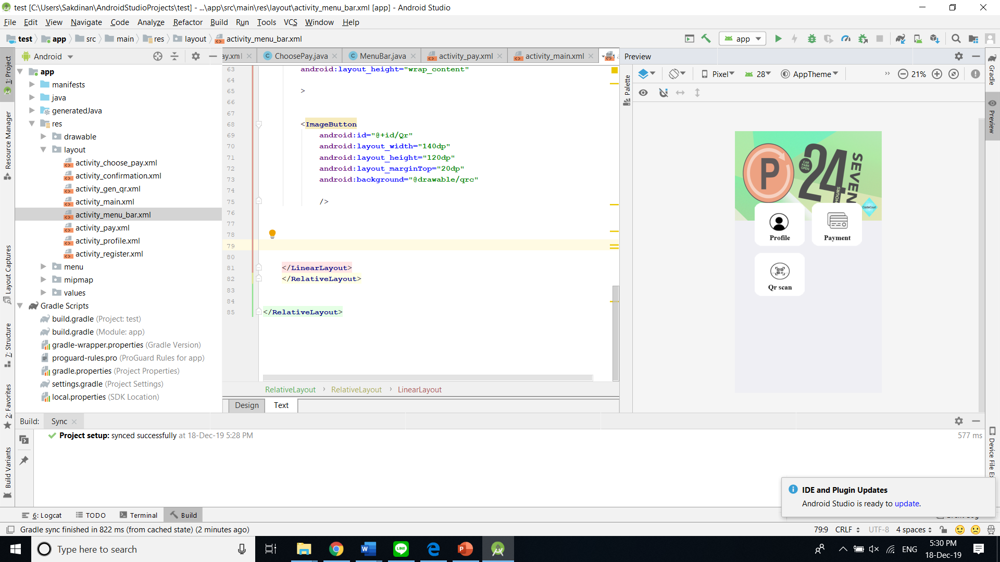 test [C:\Users\Sakdinan\AndroidStudioProjects\test] - ...\app\src\main\res\layout\activity_menu_bar.xml [app] - Android Studio
File Edit View Navigate Code Analyze Refactor Build Run Tools VCS Window Help
test app src main res layout activity_menu_bar.xml
app
1: Project
Resource Manager
Layout Captures
7: Structure
2: Favorites
Build Variants
Android
app
manifests
java
generatedJava
res
drawable
layout
activity_choose_pay.xml
activity_confirmation.xml
activity_gen_qr.xml
activity_main.xml
activity_menu_bar.xml
activity_pay.xml
activity_profile.xml
activity_register.xml
menu
mipmap
values
Gradle Scripts
build.gradle (Project: test)
build.gradle (Module: app)
gradle-wrapper.properties (Gradle Version)
proguard-rules.pro (ProGuard Rules for app)
gradle.properties (Project Properties)
settings.gradle (Project Settings)
local.properties (SDK Location)
ay.xml ChoosePay.java MenuBar.java activity_pay.xml activity_main.xml
63 android:layout_height="wrap_content"
64
65 >
66
67
68 <ImageButton
69 android:id="@+id/Qr"
70 android:layout_width="140dp"
71 android:layout_height="120dp"
72 android:layout_marginTop="20dp"
73 android:background="@drawable/qrc"
74
75 />
76
77
78
79
80
81 </LinearLayout>
82 </RelativeLayout>
83
84
85 </RelativeLayout>
RelativeLayout › RelativeLayout › LinearLayout
Design Text
Preview
Palette
Pixel 28 AppTheme 21%
P
CAR PARK OPEN
24
HOURS
SEVEN
CastleCourt
Profile
Payment
Qr scan
Gradle
Preview
Device File Ex
Build: Sync
Project setup: synced successfully at 18-Dec-19 5:28 PM
577 ms
IDE and Plugin Updates
Android Studio is ready to update.
6: Logcat TODO Terminal Build
Gradle sync finished in 822 ms (from cached state) (2 minutes ago)
79:9 CRLF UTF-8 4 spaces
Type here to search
ENG
5:30 PM
18-Dec-19